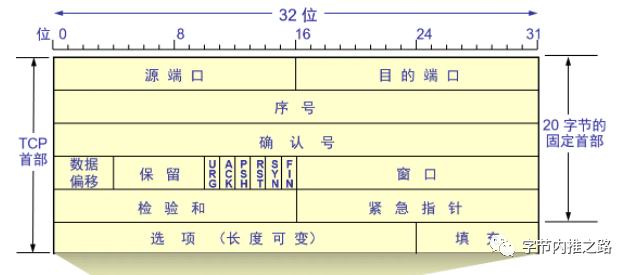 32 位
位 0 8 16 24 31
源 端 口 目 的 端 口
序 号
确 认 号
TCP
首部
20 字节的
固定首部
数据
偏移
保 留
URG
ACK
PSH
RST
SYN
FIN
窗 口
检 验 和 紧 急 指 针
选 项 （长 度 可 变） 填 充
字节内推之路